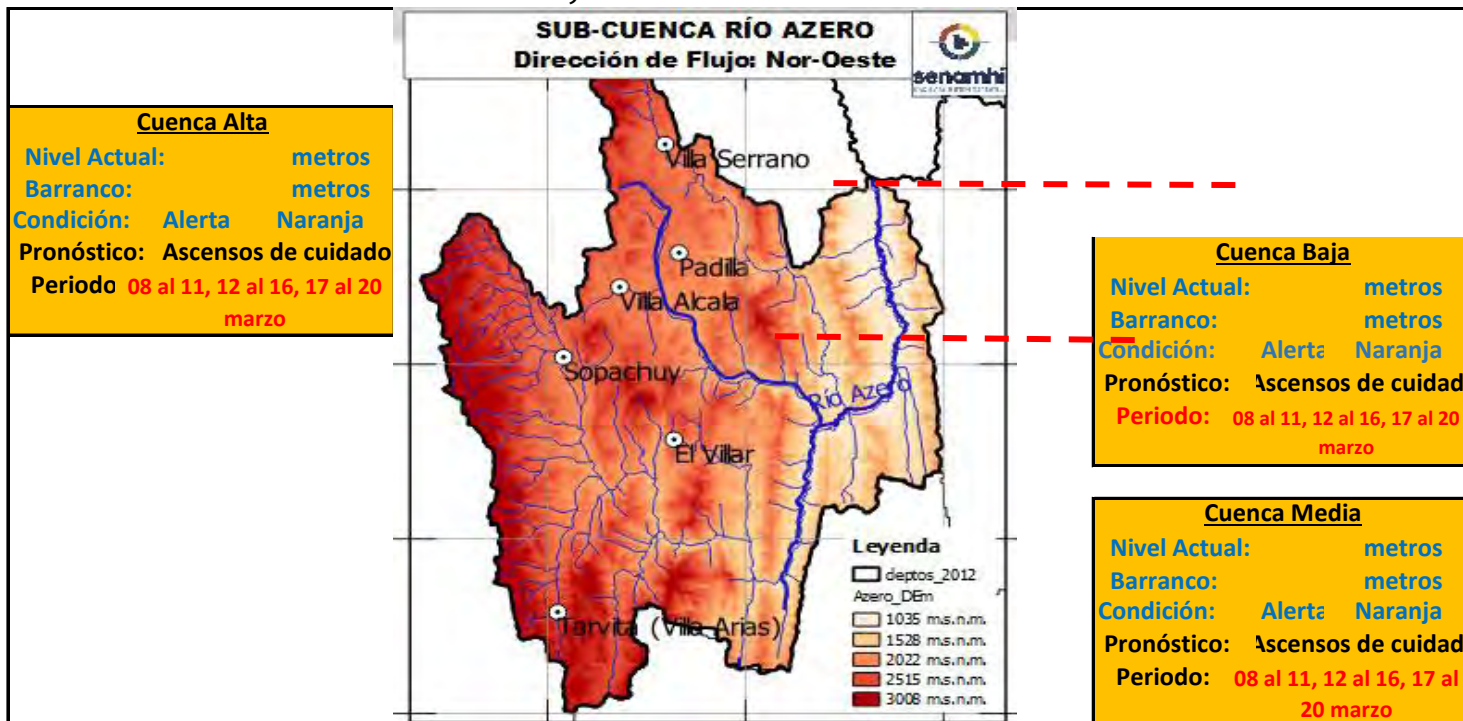 SUB-CUENCA RÍO AZERO
Dirección de Flujo: Nor-Oeste
senamhi
Cuenca Alta
Nivel Actual: metros
Barranco: metros
Condición: Alerta Naranja
Pronóstico: Ascensos de cuidado
Periodo 08 al 11, 12 al 16, 17 al 20
marzo
Villa Serrano
Padilla
Villa Alcala
Sopachuy
Río Azero
El Villar
Tarvita (Villa Arias)
Leyenda
deptos_2012
Azero_DEm
1035 m.s.n.m.
1528 m.s.n.m.
2022 m.s.n.m.
2515 m.s.n.m.
3008 m.s.n.m.
Cuenca Baja
Nivel Actual: metros
Barranco: metros
Condición: Alerta Naranja
Pronóstico: Ascensos de cuidad
Periodo: 08 al 11, 12 al 16, 17 al 20
marzo
Cuenca Media
Nivel Actual: metros
Barranco: metros
Condición: Alerta Naranja
Pronóstico: Ascensos de cuidad
Periodo: 08 al 11, 12 al 16, 17 al
20 marzo